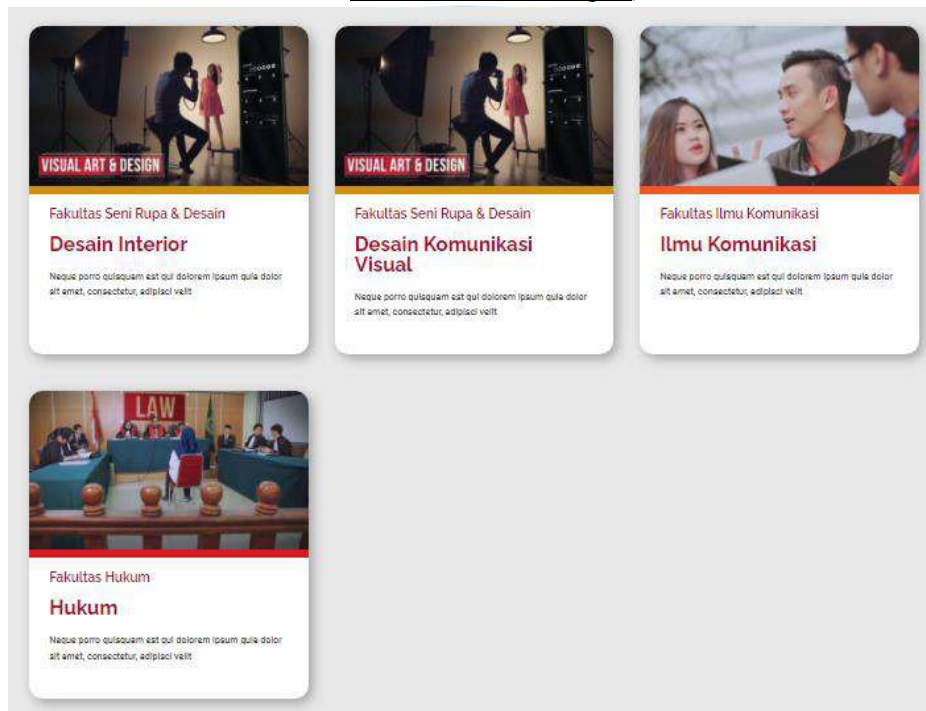 VISUAL ART & DESIGN
Fakultas Seni Rupa & Desain
Desain Interior
Neque porro quisquam est qui dolorem ipsum quia dolor
sit amet, consectetur, adipisci velit
VISUAL ART & DESIGN
Fakultas Seni Rupa & Desain
Desain Komunikasi
Visual
Neque porro quisquam est qui dolorem ipsum quia dolor
sit amet, consectetur, adipisci velit
Fakultas Ilmu Komunikasi
Ilmu Komunikasi
Neque porro quisquam est qui dolorem ipsum quia dolor
sit amet, consectetur, adipisci velit
LAW
Fakultas Hukum
Hukum
Neque porro quisquam est qui dolorem ipsum quia dolor
sit amet, consectetur, adipisci velit